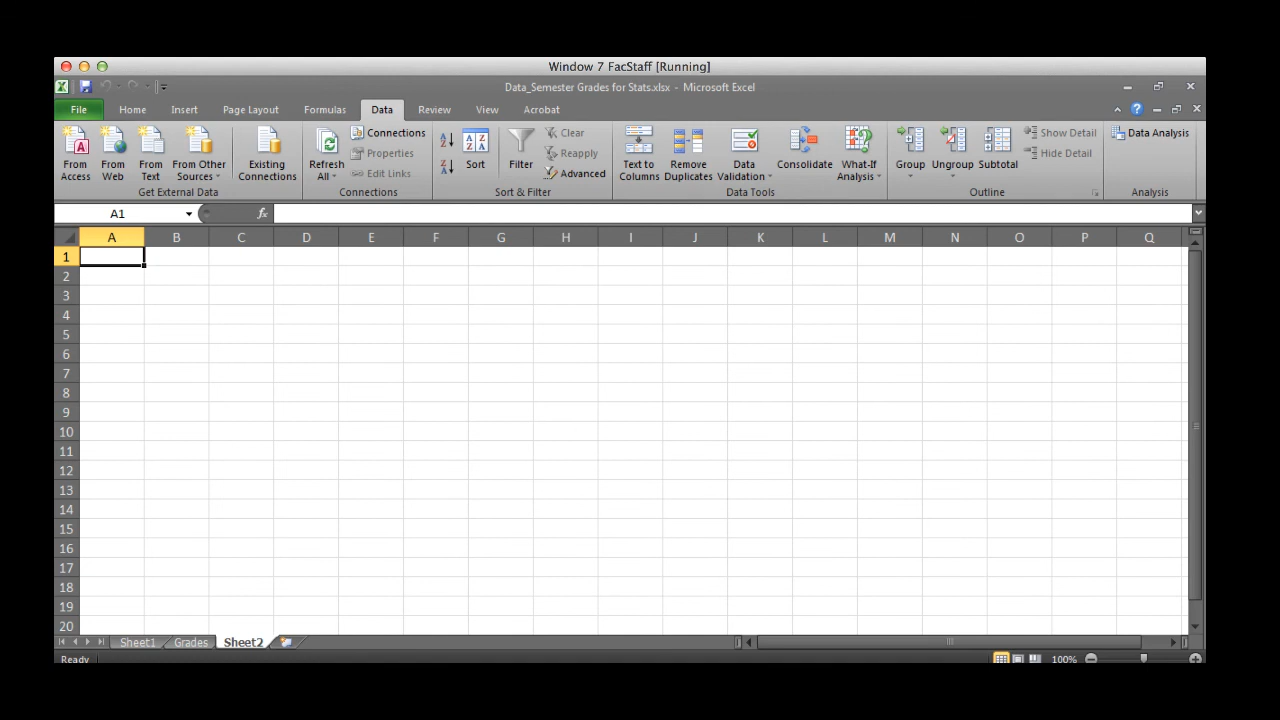 Window 7 FacStaff [Running]
Data_Semester Grades for Stats.xlsx - Microsoft Excel
File Home Insert Page Layout Formulas Data Review View Acrobat
From Access
From Web
From Text
From Other Sources
Existing Connections
Get External Data
Refresh All
Connections
Properties
Edit Links
Connections
Sort
Filter
Clear
Reapply
Advanced
Sort & Filter
Text to Columns
Remove Duplicates
Data Validation
Consolidate
What-If Analysis
Data Tools
Group
Ungroup
Subtotal
Show Detail
Hide Detail
Outline
Data Analysis
Analysis
A1 fx
A B C D E F G H I J K L M N O P Q
1
2
3
4
5
6
7
8
9
10
11
12
13
14
15
16
17
18
19
20
Sheet1 Grades Sheet2
Ready 100%